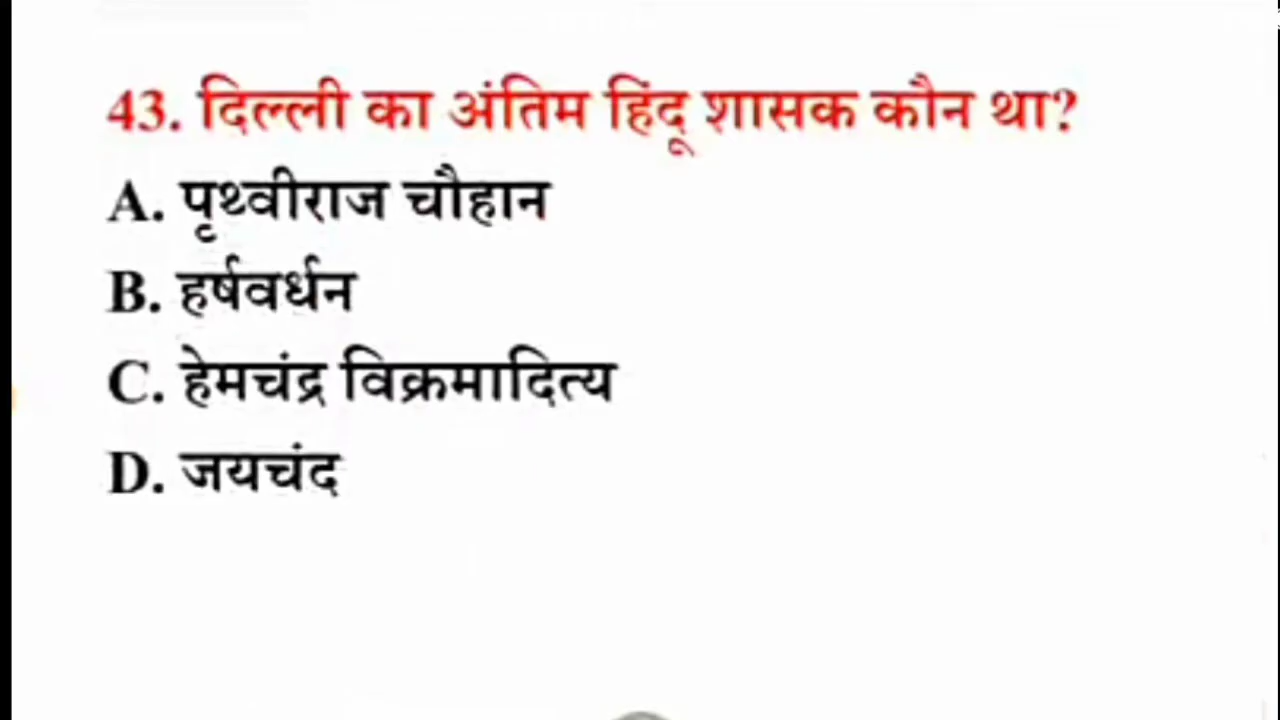 43. दिल्ली का अंतिम हिंदू शासक कौन था?
A. पृथ्वीराज चौहान
B. हर्षवर्धन
C. हेमचंद्र विक्रमादित्य
D. जयचंद